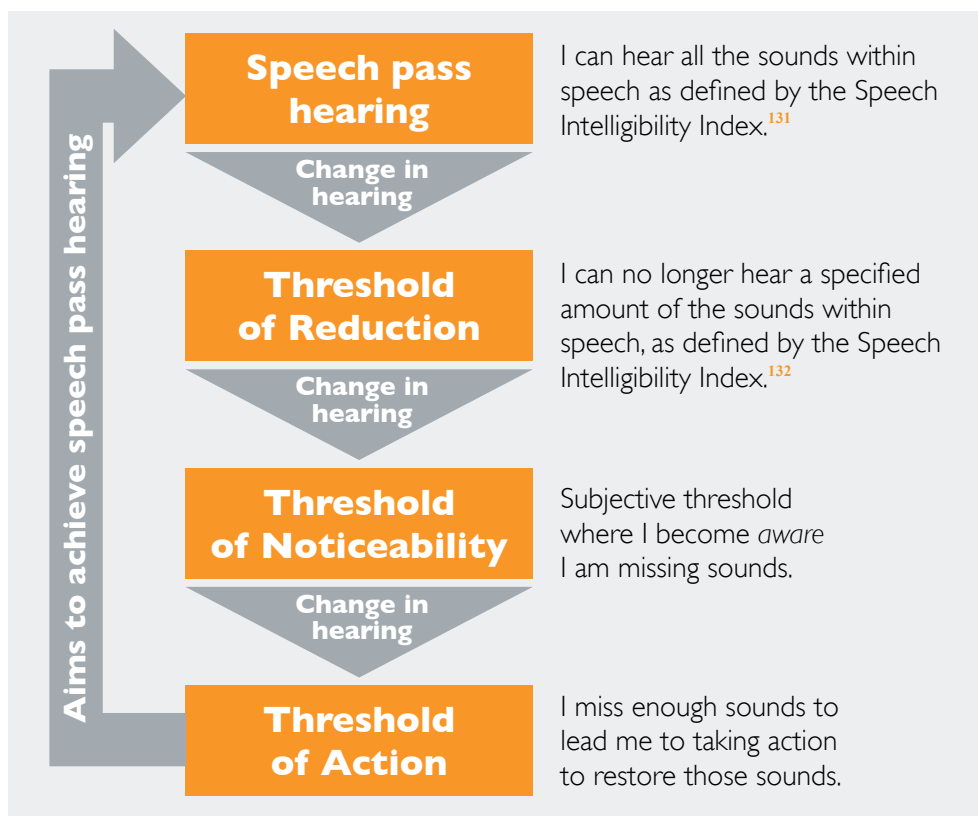 Speech pass
hearing
I can hear all the sounds within
speech as defined by the Speech
Intelligibility Index.131
Change in
hearing
Threshold
of Reduction
I can no longer hear a specified
amount of the sounds within
speech, as defined by the Speech
Intelligibility Index.132
Change in
hearing
Threshold
of Noticeability
Subjective threshold
where I become aware
I am missing sounds.
Change in
hearing
Threshold
of Action
I miss enough sounds to
lead me to taking action
to restore those sounds.
Aims to achieve speech pass hearing